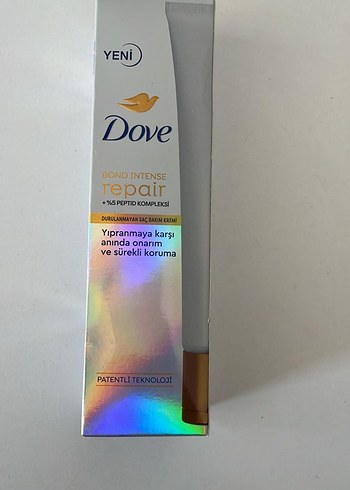 YENİ
Dove
BOND INTENSE
repair
+%5 PEPTID KOMPLEKSİ
DURULANMAYAN SAÇ BAKIM KREMİ
Yıpranmaya karşı
anında onarım
ve sürekli koruma
PATENTLİ TEKNOLOJİ